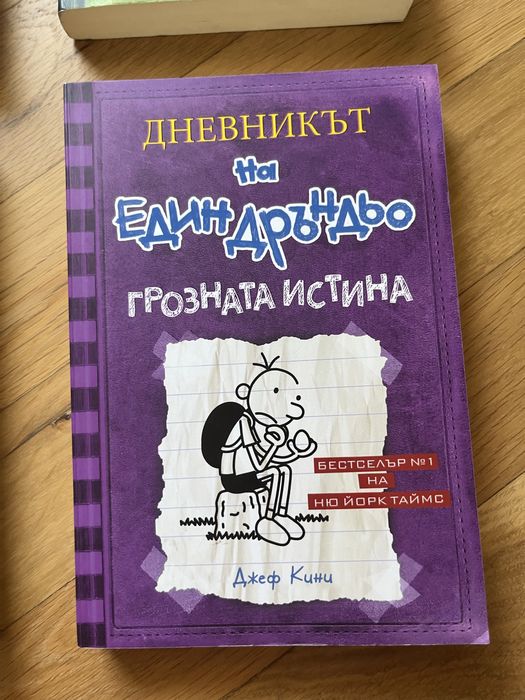 ДНЕВНИКЪТ
на
ЕДИН ДРЪНДЬО
ГРОЗНАТА ИСТИНА
БЕСТСЕЛЪР №1
НА
НЮ ЙОРК ТАЙМС
Джеф Кини